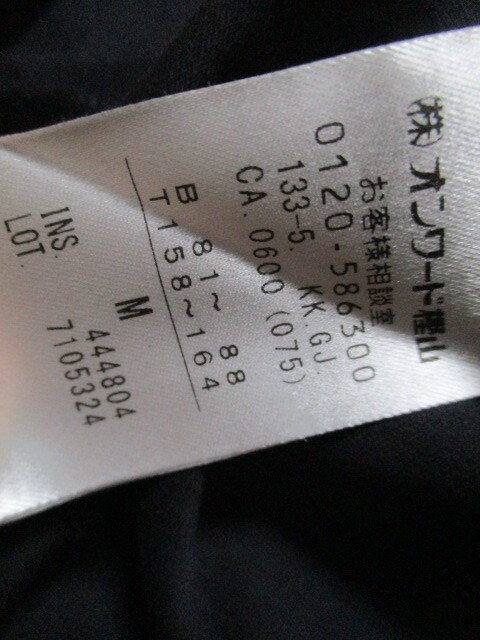 (株)オンワード樫山
お客様相談室
0120-586300
133-5. KK.GJ.
CA. 0600 (075)
B 81～ 88
T 158～164
M
INS. 444804
LOT. 7105324